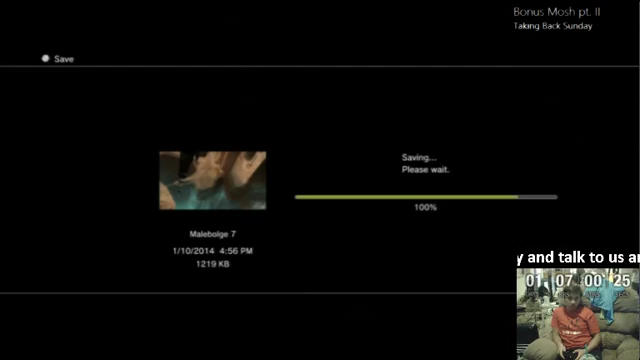 Bonus Mosh pt. II
Taking Back Sunday
Save
Saving...
Please wait.
100%
Malebolge 7
1/10/2014 4:56 PM
1219 KB
y and talk to us a
01 07 00 25